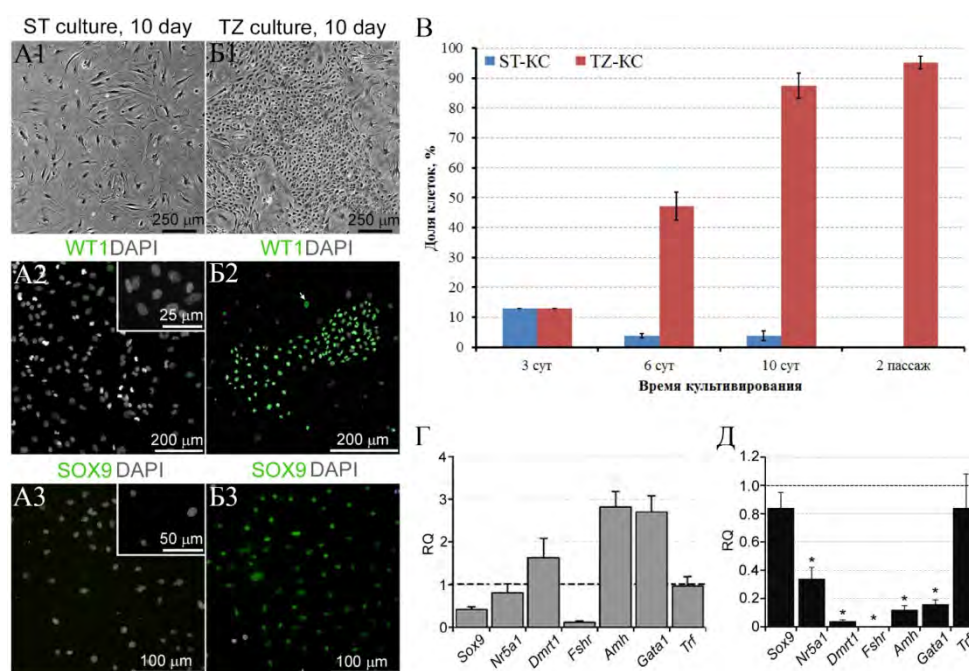 ST culture, 10 day
TZ culture, 10 day
А1
250 µm
Б1
250 µm
WT1DAPI
WT1DAPI
А2
25 µm
200 µm
Б2
200 µm
SOX9DAPI
SOX9DAPI
А3
50 µm
100 µm
Б3
100 µm
В
ST-КС
TZ-КС
Доля клеток, %
100
90
80
70
60
50
40
30
20
10
0
3 сут
6 сут
10 сут
2 пассаж
Время культивирования
Г
RQ
4
3
2
1
0
Sox9
Nr5a1
Dmrt1
Fshr
Amh
Gata1
Trf
Д
RQ
1.2
1.0
0.8
0.6
0.4
0.2
0
*
*
*
*
*
Sox9
Nr5a1
Dmrt1
Fshr
Amh
Gata1
Trf